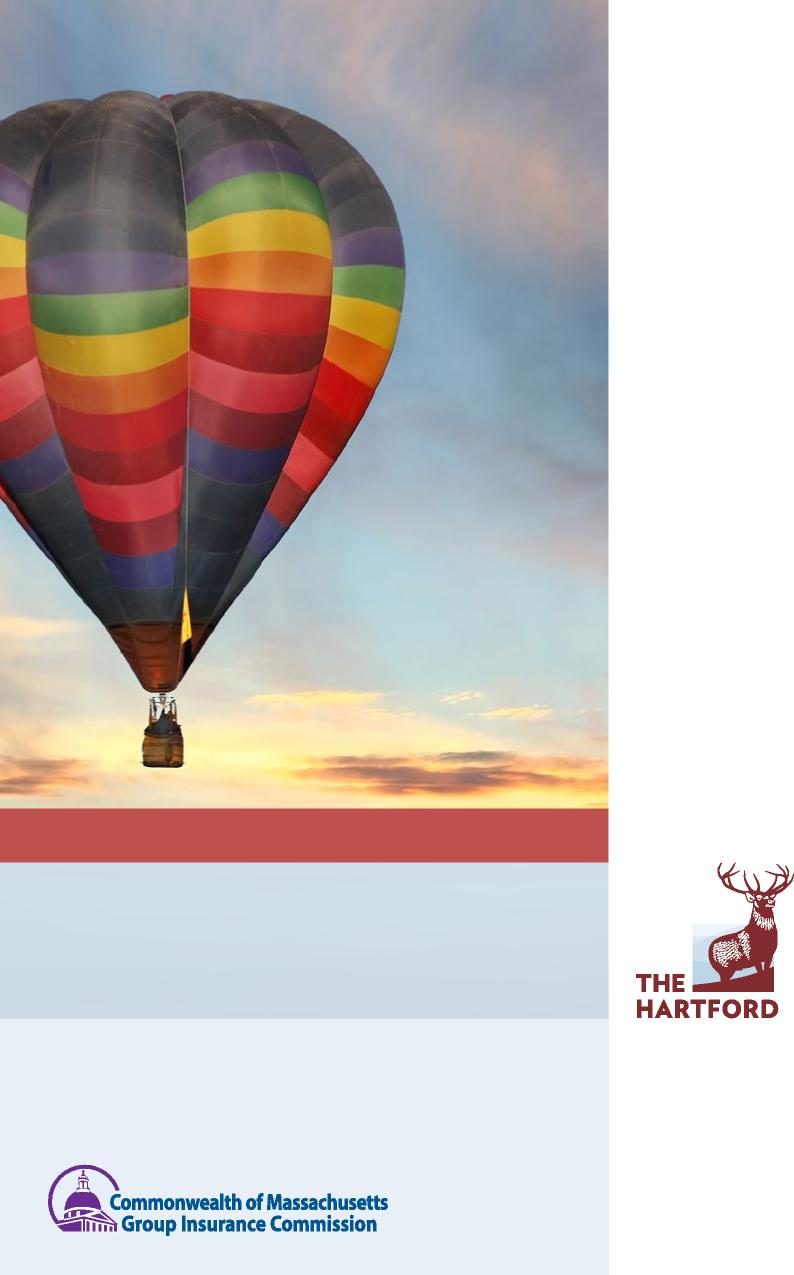 THE
HARTFORD
Commonwealth of Massachusetts
Group Insurance Commission